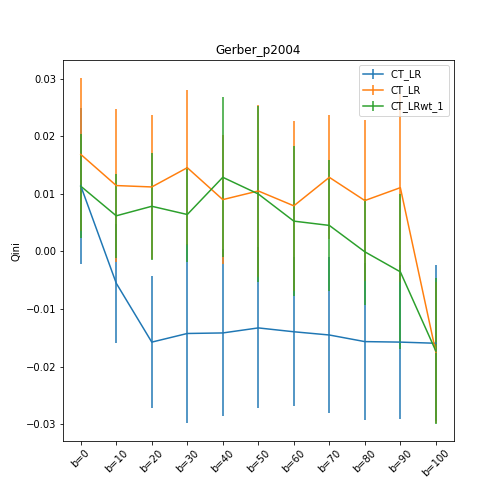 Gerber_p2004
CT_LR
CT_LR
CT_LRwt_1
0.03
0.02
0.01
0.00
−0.01
−0.02
−0.03
Qini
b=0
b=10
b=20
b=30
b=40
b=50
b=60
b=70
b=80
b=90
b=100